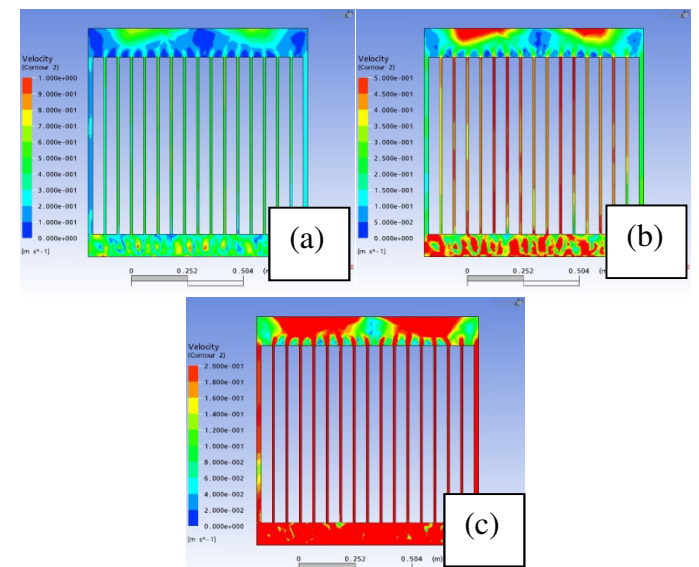 Velocity
(Contour 2)
1.000e+000
9.000e-001
8.000e-001
7.000e-001
6.000e-001
5.000e-001
4.000e-001
3.000e-001
2.000e-001
1.000e-001
0.000e+000
[m s^-1]
0 0.252 0.504 (m)
(a)
Velocity
(Contour 2)
5.000e-001
4.500e-001
4.000e-001
3.500e-001
3.000e-001
2.500e-001
2.000e-001
1.500e-001
1.000e-001
5.000e-002
0.000e+000
[m s^-1]
0 0.252 0.504
(b)
Velocity
(Contour 2)
2.000e-001
1.800e-001
1.600e-001
1.400e-001
1.200e-001
1.000e-001
8.000e-002
6.000e-002
4.000e-002
2.000e-002
0.000e+000
[m s^-1]
0 0.252 0.504 (m)
(c)